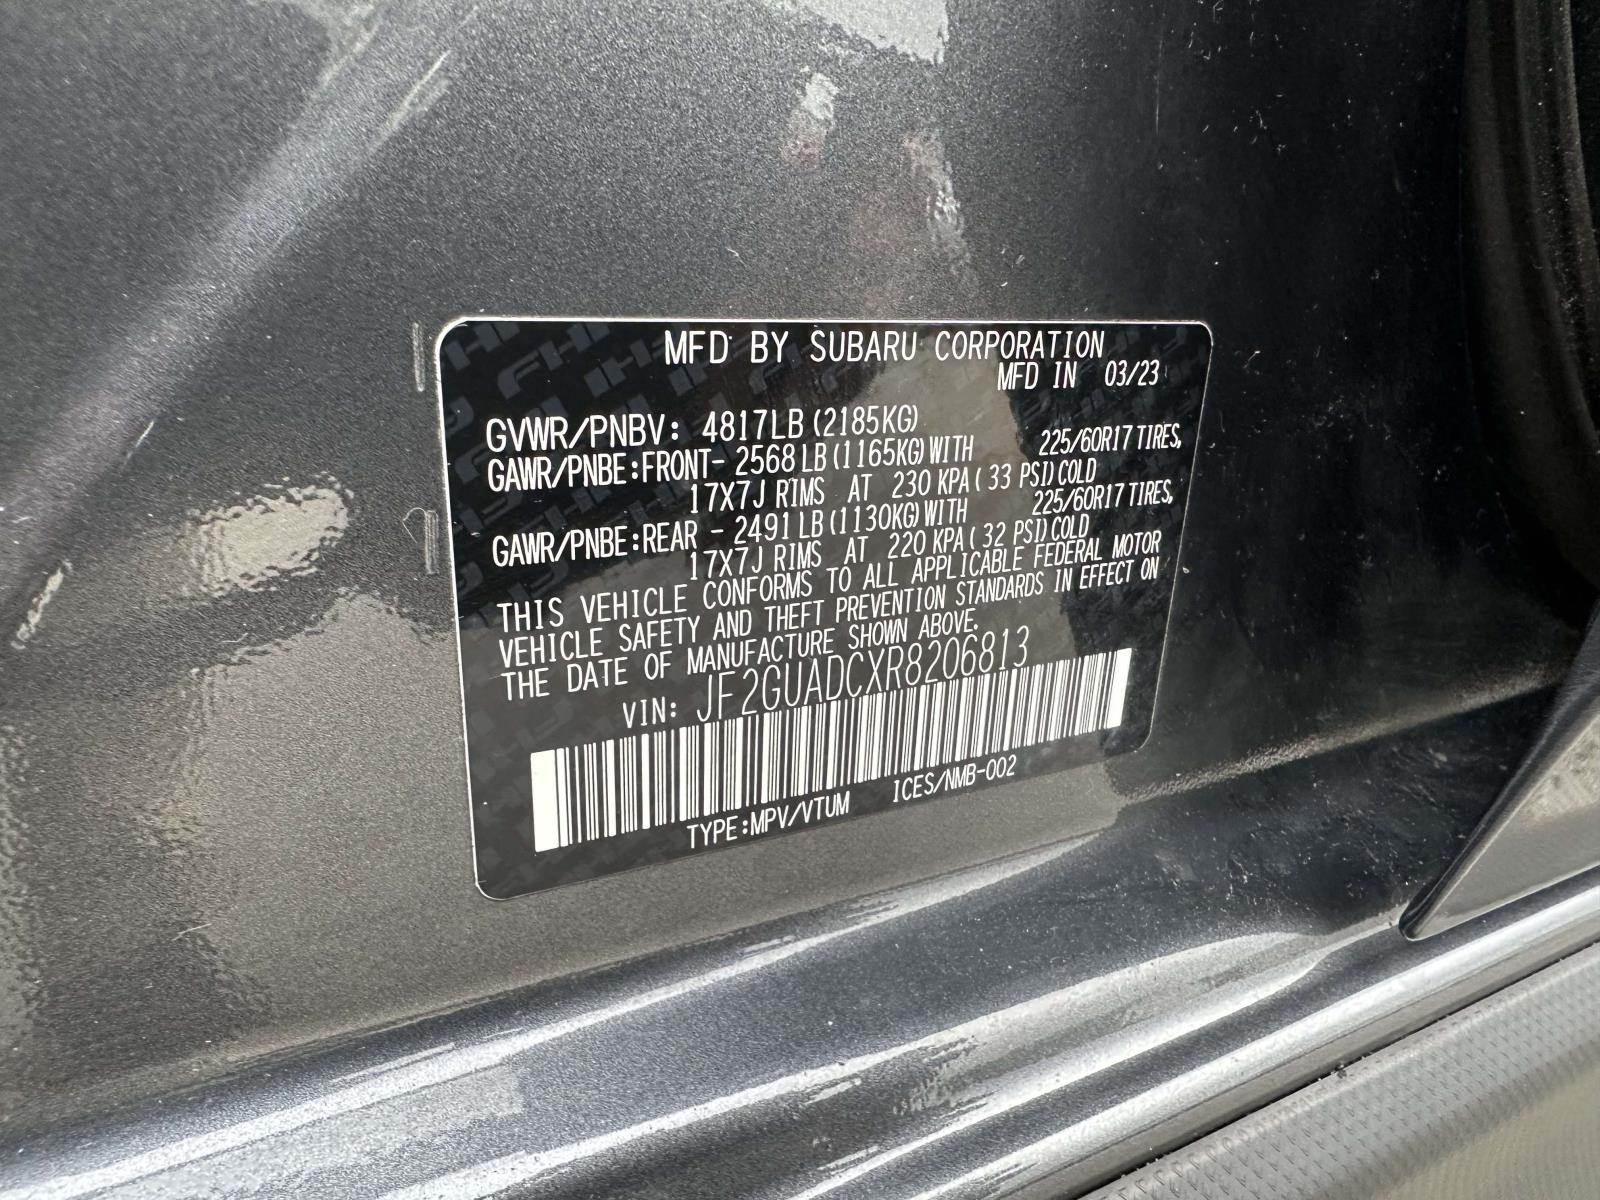 MFD BY SUBARU CORPORATION
MFD IN 03/23
GVWR/PNBV: 4817LB (2185KG)
GAWR/PNBE:FRONT- 2568 LB (1165KG) WITH 225/60R17 TIRES,
17X7J RIMS AT 230 KPA ( 33 PSI) COLD
GAWR/PNBE:REAR - 2491 LB (1130KG) WITH 225/60R17 TIRES,
17X7J RIMS AT 220 KPA ( 32 PSI) COLD
THIS VEHICLE CONFORMS TO ALL APPLICABLE FEDERAL MOTOR
VEHICLE SAFETY AND THEFT PREVENTION STANDARDS IN EFFECT ON
THE DATE OF MANUFACTURE SHOWN ABOVE.
VIN: JF2GUADCXR8206813
TYPE:MPV/VTUM ICES/NMB-002